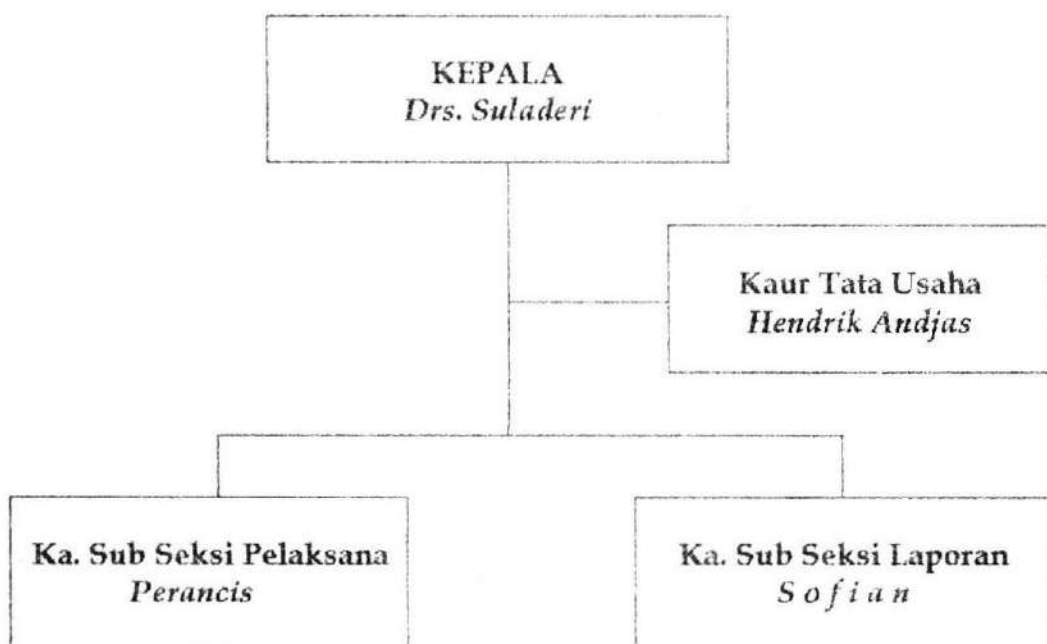 KEPALA
Drs. Suladeri
Kaur Tata Usaha
Hendrik Andjas
Ka. Sub Seksi Pelaksana
Perancis
Ka. Sub Seksi Laporan
S o f i a n